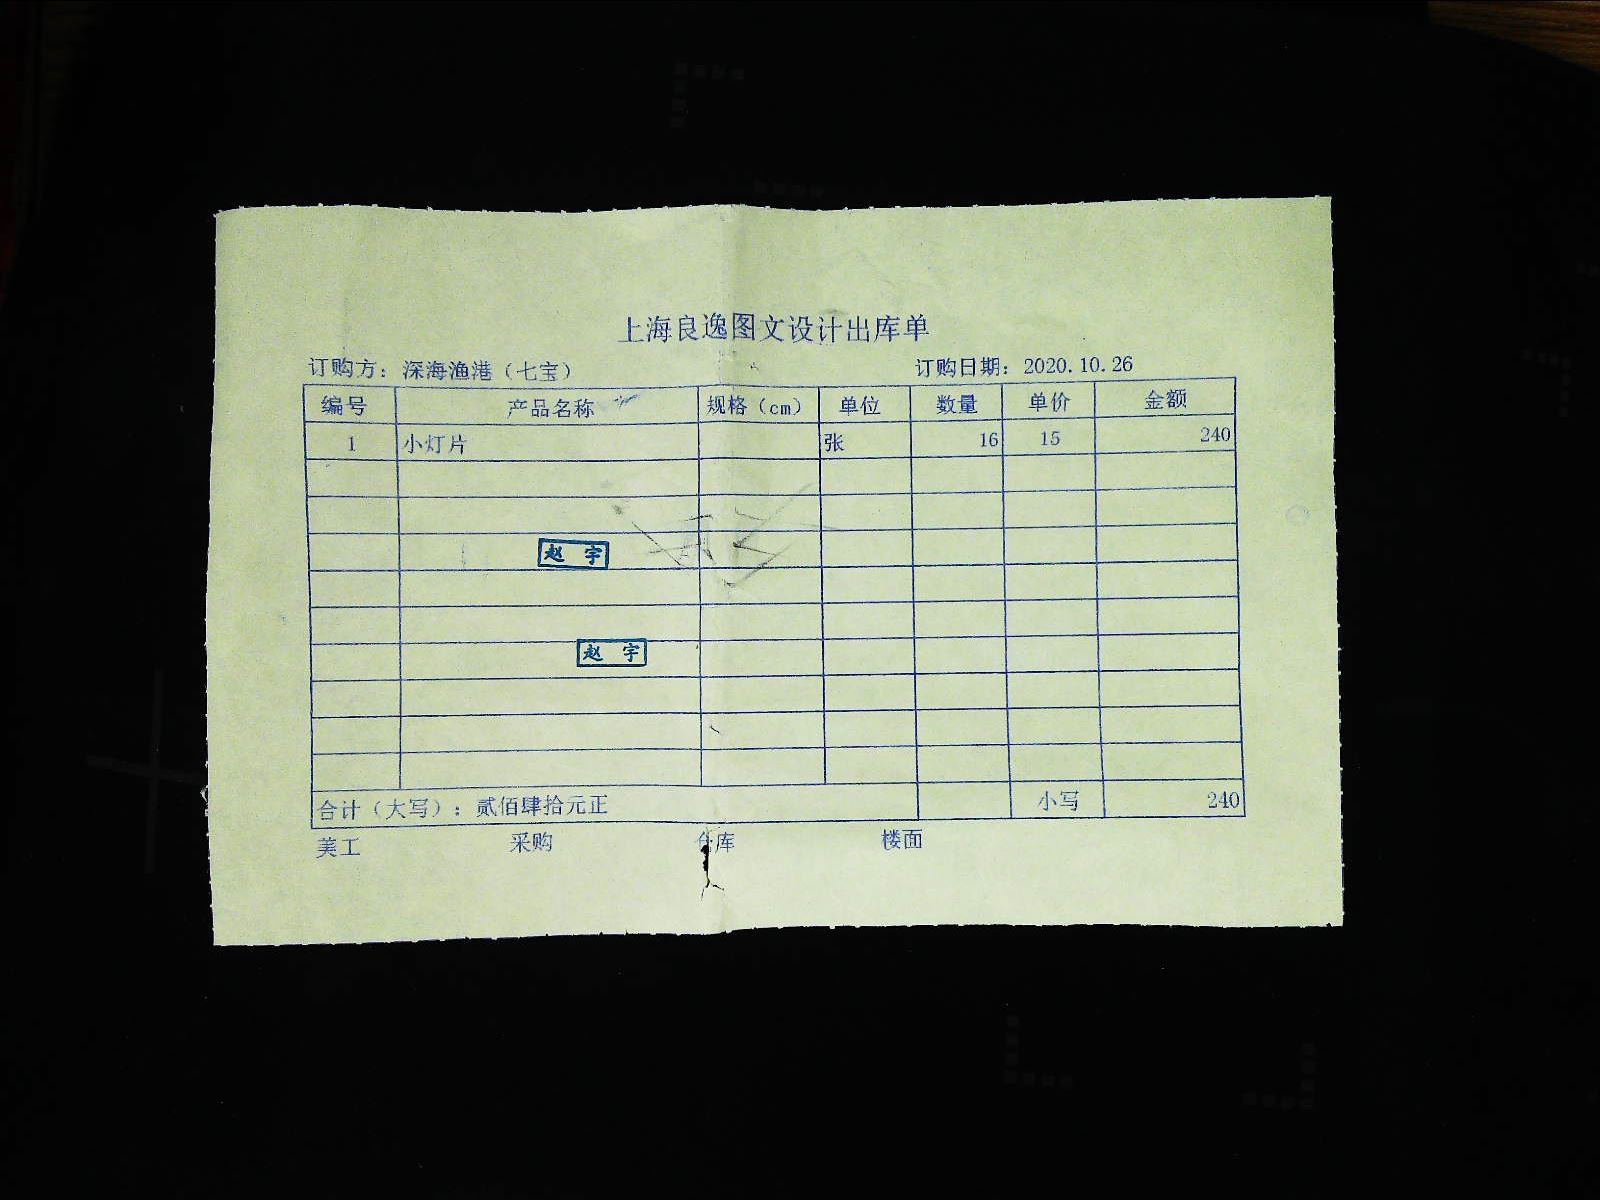 上海良逸图文设计出库单
订购方：深海渔港（七宝） 订购日期：2020.10.26
编号 产品名称 规格（cm） 单位 数量 单价 金额
1 小灯片 张 16 15 240
赵 宇
赵 宇
合计（大写）：贰佰肆拾元正 小写 240
美工 采购 仓库 楼面